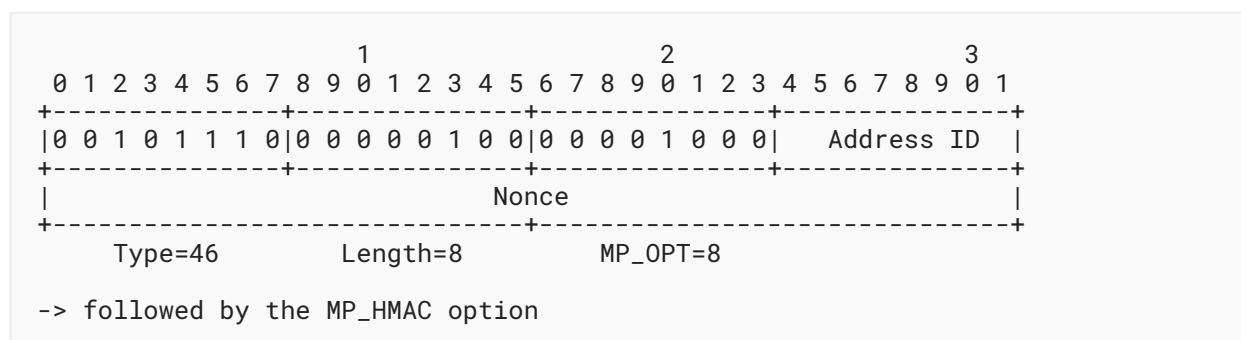 1                   2                   3
 0 1 2 3 4 5 6 7 8 9 0 1 2 3 4 5 6 7 8 9 0 1 2 3 4 5 6 7 8 9 0 1
+---------------+---------------+---------------+---------------+
|0 0 1 0 1 1 1 0|0 0 0 0 0 1 0 0|0 0 0 0 1 0 0 0|   Address ID  |
+---------------+---------------+---------------+---------------+
|                             Nonce                             |
+-------------------------------+-------------------------------+
     Type=46        Length=8         MP_OPT=8
-> followed by the MP_HMAC option